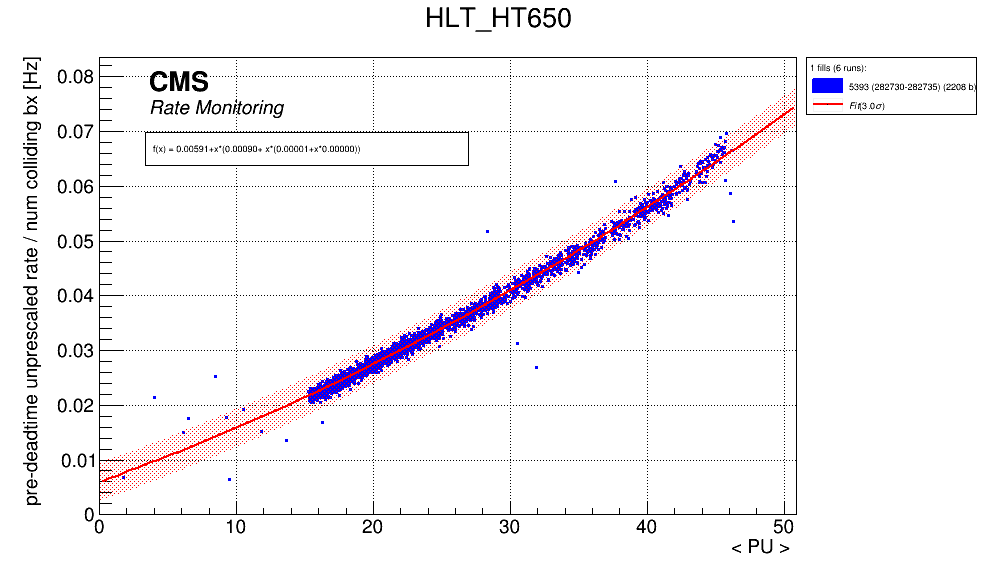 HLT_HT650
pre-deadtime unprescaled rate / num colliding bx [Hz]
0.08
0.07
0.06
0.05
0.04
0.03
0.02
0.01
0
CMS
Rate Monitoring
f(x) = 0.00591+x*(0.00090+ x*(0.00001+x*0.00000))
0 10 20 30 40 50
< PU >
1 fills (6 runs):
5393 (282730-282735) (2208 b)
Fit(3.0σ)